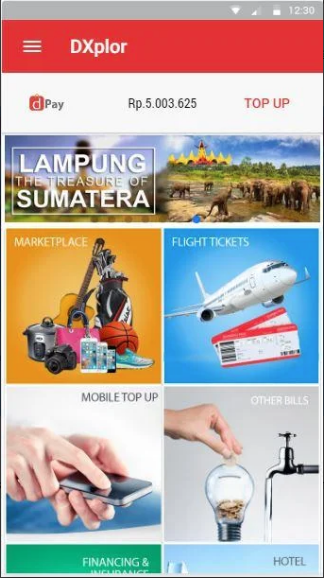 12:30
DXplor
dPay
Rp.5.003.625
TOP UP
LAMPUNG
THE TREASURE OF
SUMATERA
MARKETPLACE
FLIGHT TICKETS
MOBILE TOP UP
OTHER BILLS
FINANCING &
INSURANCE
HOTEL